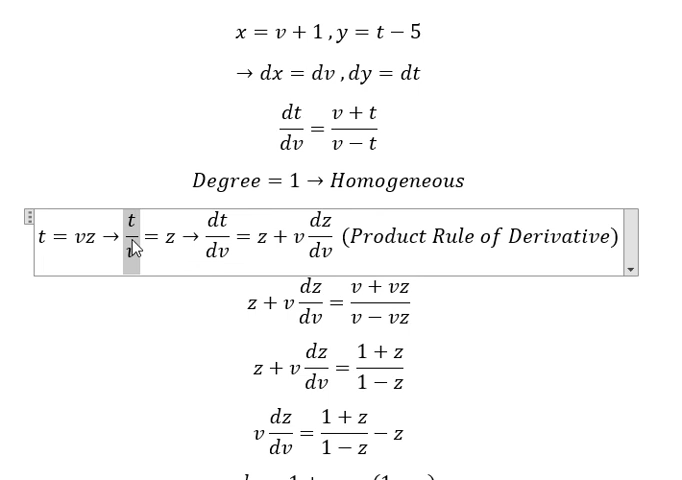 x = v + 1 , y = t − 5
→ dx = dv , dy = dt
dt/dv = (v + t)/(v − t)
Degree = 1 → Homogeneous
t = vz → t/v = z → dt/dv = z + v dz/dv (Product Rule of Derivative)
z + v dz/dv = (v + vz)/(v − vz)
z + v dz/dv = (1 + z)/(1 − z)
v dz/dv = (1 + z)/(1 − z) − z